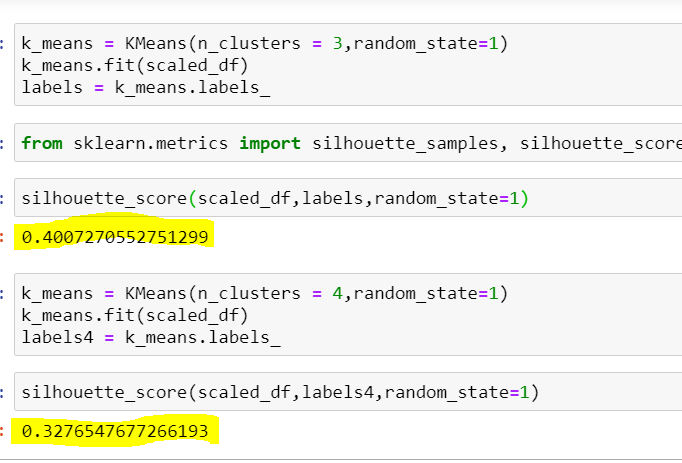 : k_means = KMeans(n_clusters = 3,random_state=1)
k_means.fit(scaled_df)
labels = k_means.labels_
: from sklearn.metrics import silhouette_samples, silhouette_score
: silhouette_score(scaled_df,labels,random_state=1)
: 0.4007270552751299
: k_means = KMeans(n_clusters = 4,random_state=1)
k_means.fit(scaled_df)
labels4 = k_means.labels_
: silhouette_score(scaled_df,labels4,random_state=1)
: 0.3276547677266193